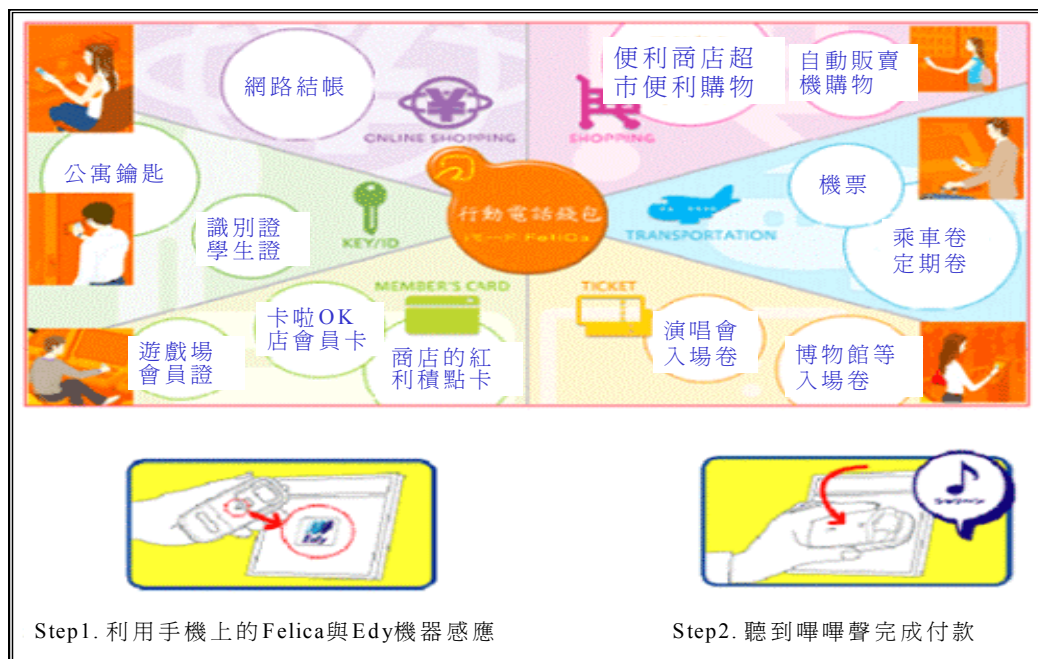 網路結帳
ONLINE SHOPPING
便利商店超
市便利購物
自動販賣
機購物
SHOPPING
公寓鑰匙
識別證
學生證
KEY/ID
行動電話錢包
FeliCa
機票
TRANSPORTATION
乘車卷
定期卷
MEMBER'S CARD
卡啦OK
店會員卡
遊戲場
會員證
商店的紅
利積點卡
TICKET
演唱會
入場卷
博物館等
入場卷
Edy
Step1. 利用手機上的Felica與Edy機器感應
Step2. 聽到嗶嗶聲完成付款